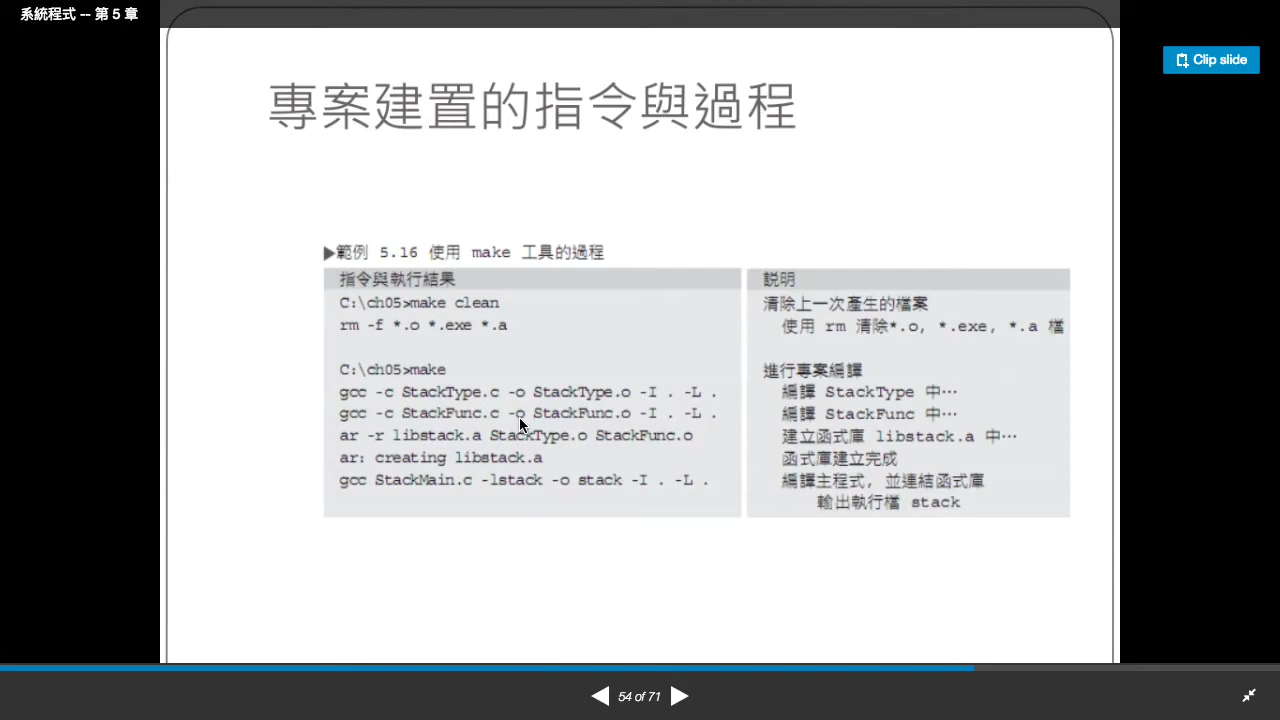 系統程式 -- 第 5 章
Clip slide
專案建置的指令與過程
▶範例 5.16 使用 make 工具的過程
指令與執行結果
C:\ch05>make clean
rm -f *.o *.exe *.a
C:\ch05>make
gcc -c StackType.c -o StackType.o -I . -L .
gcc -c StackFunc.c -o StackFunc.o -I . -L .
ar -r libstack.a StackType.o StackFunc.o
ar: creating libstack.a
gcc StackMain.c -lstack -o stack -I . -L .
說明
清除上一次產生的檔案
使用 rm 清除*.o, *.exe, *.a 檔
進行專案編譯
編譯 StackType 中…
編譯 StackFunc 中…
建立函式庫 libstack.a 中…
函式庫建立完成
編譯主程式, 並連結函式庫
輸出執行檔 stack
54 of 71